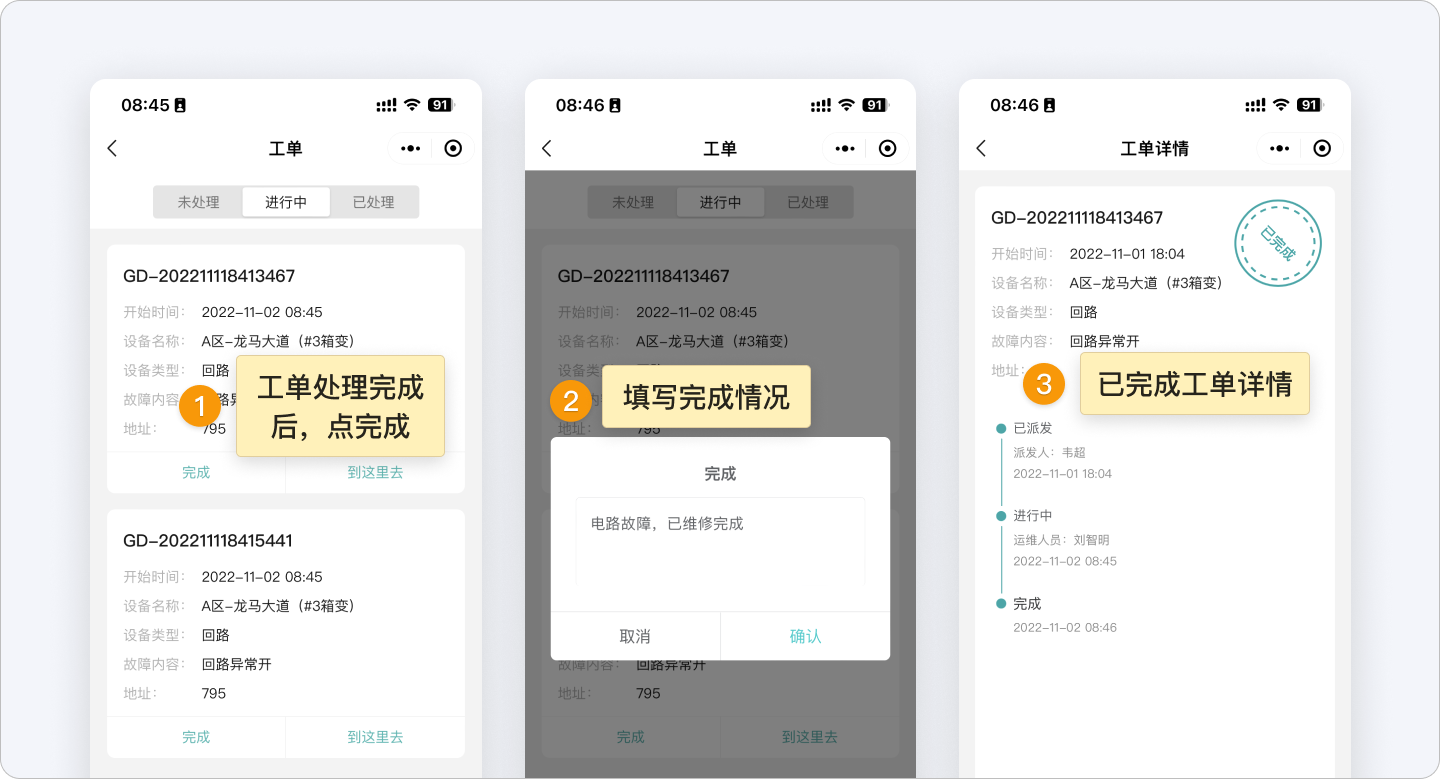 08:45
91
工单
未处理
进行中
已处理
GD-202211118413467
开始时间： 2022-11-02 08:45
设备名称： A区-龙马大道（#3箱变）
设备类型： 回路
故障内容
地址： 795
1
工单处理完成
后，点完成
完成
到这里去
GD-202211118415441
开始时间： 2022-11-02 08:45
设备名称： A区-龙马大道（#3箱变）
设备类型： 回路
故障内容： 回路异常开
地址： 795
完成
到这里去
08:46
91
工单
未处理
进行中
已处理
GD-202211118413467
开始时间： 2022-11-02 08:45
设备名称： A区-龙马大道（#3箱变）
2
填写完成情况
地址： 795
完成
电路故障，已维修完成
取消
确认
故障内容： 回路异常开
地址： 795
完成
到这里去
08:46
91
工单详情
GD-202211118413467
已完成
开始时间： 2022-11-01 18:04
设备名称： A区-龙马大道（#3箱变）
设备类型： 回路
故障内容： 回路异常开
地址：
3
已完成工单详情
已派发
派发人：韦超
2022-11-01 18:04
进行中
运维人员：刘智明
2022-11-02 08:45
完成
2022-11-02 08:46